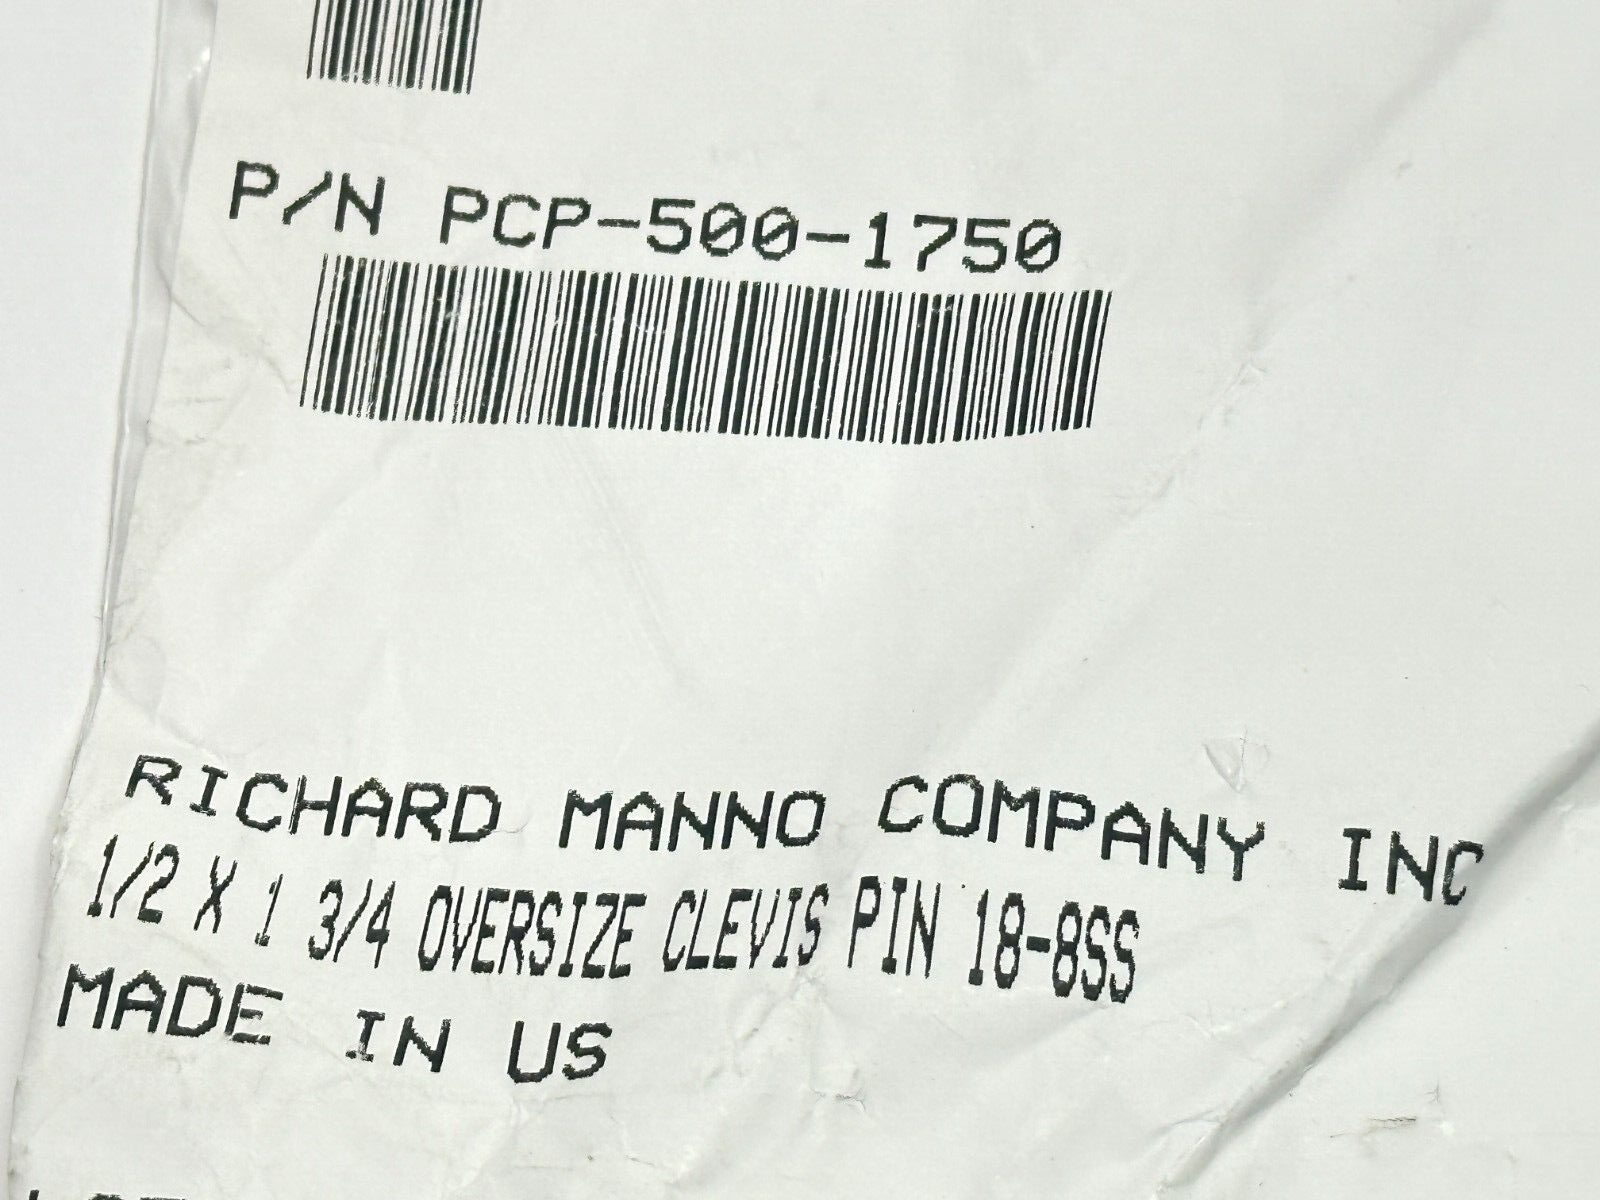 P/N PCP-500-1750
RICHARD MANNO COMPANY INC
1/2 X 1 3/4 OVERSIZE CLEVIS PIN 18-8SS
MADE IN US